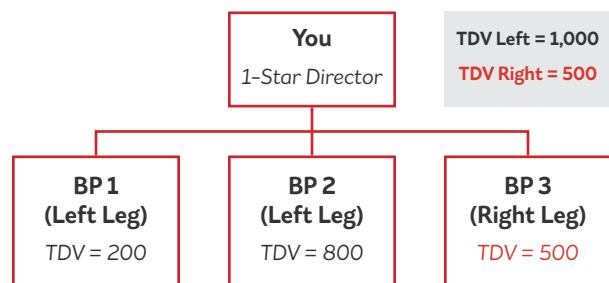 You
1-Star Director
TDV Left = 1,000
TDV Right = 500
BP 1
(Left Leg)
TDV = 200
BP 2
(Left Leg)
TDV = 800
BP 3
(Right Leg)
TDV = 500